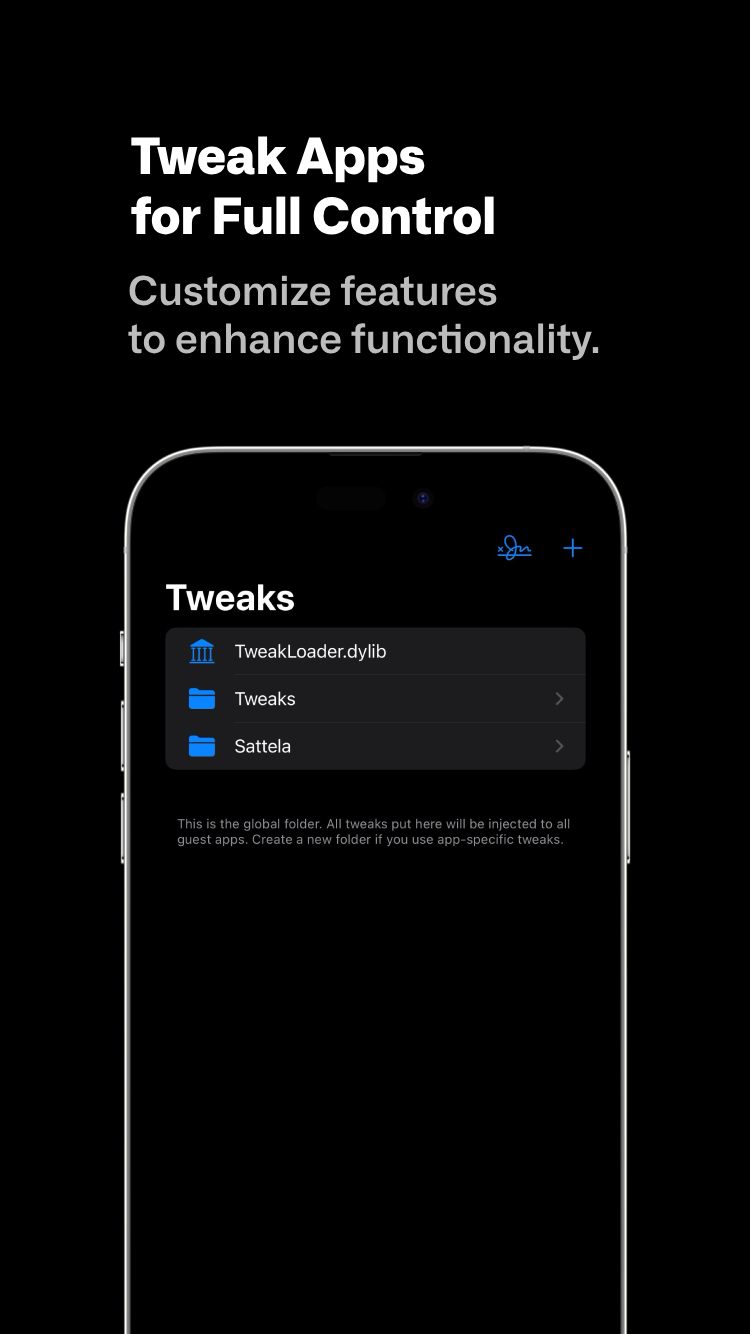 Tweak Apps
for Full Control
Customize features
to enhance functionality.
Tweaks
TweakLoader.dylib
Tweaks
Sattela
This is the global folder. All tweaks put here will be injected to all
guest apps. Create a new folder if you use app-specific tweaks.